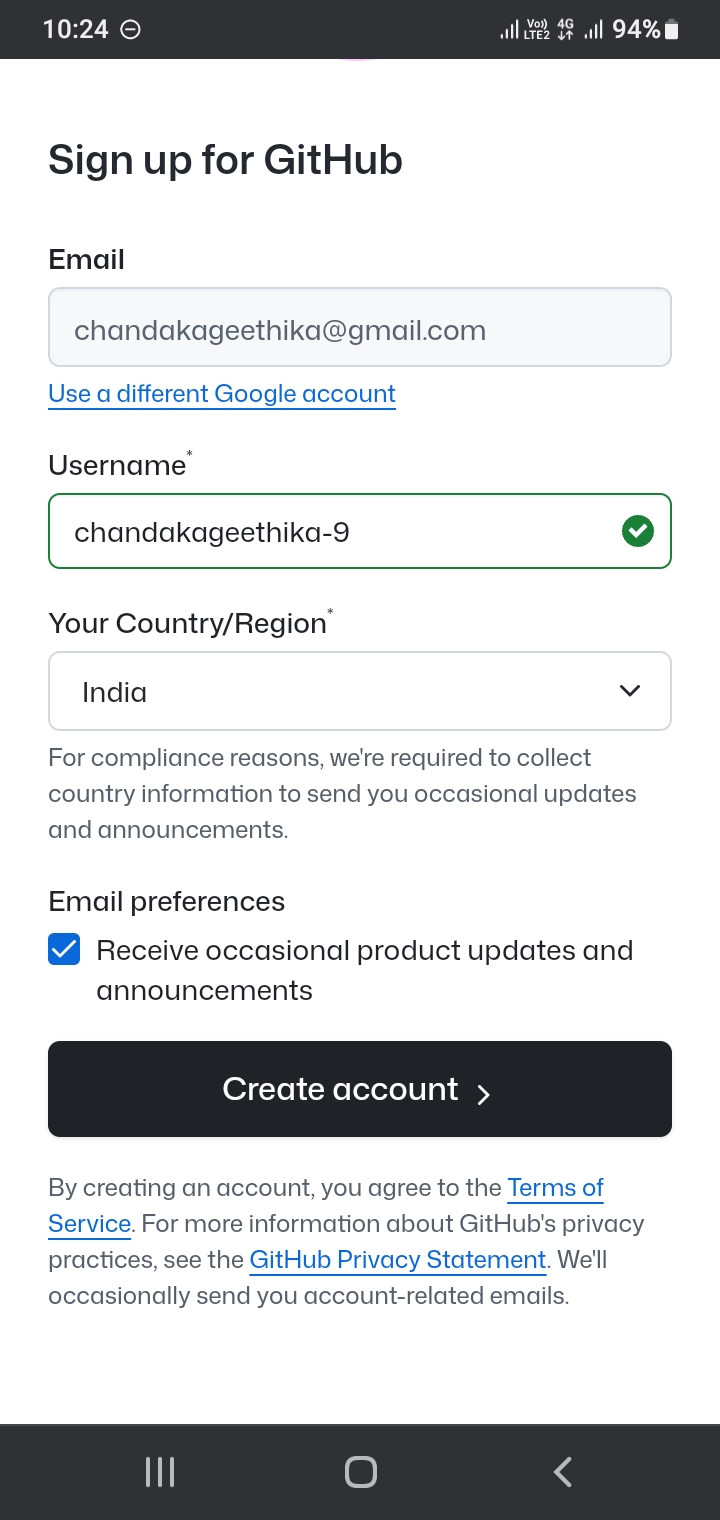 10:24
Vo)) LTE2 4G 94%
Sign up for GitHub
Email
chandakageethika@gmail.com
Use a different Google account
Username*
chandakageethika-9
Your Country/Region*
India
For compliance reasons, we're required to collect
country information to send you occasional updates
and announcements.
Email preferences
Receive occasional product updates and
announcements
Create account
By creating an account, you agree to the Terms of
Service. For more information about GitHub's privacy
practices, see the GitHub Privacy Statement. We'll
occasionally send you account-related emails.